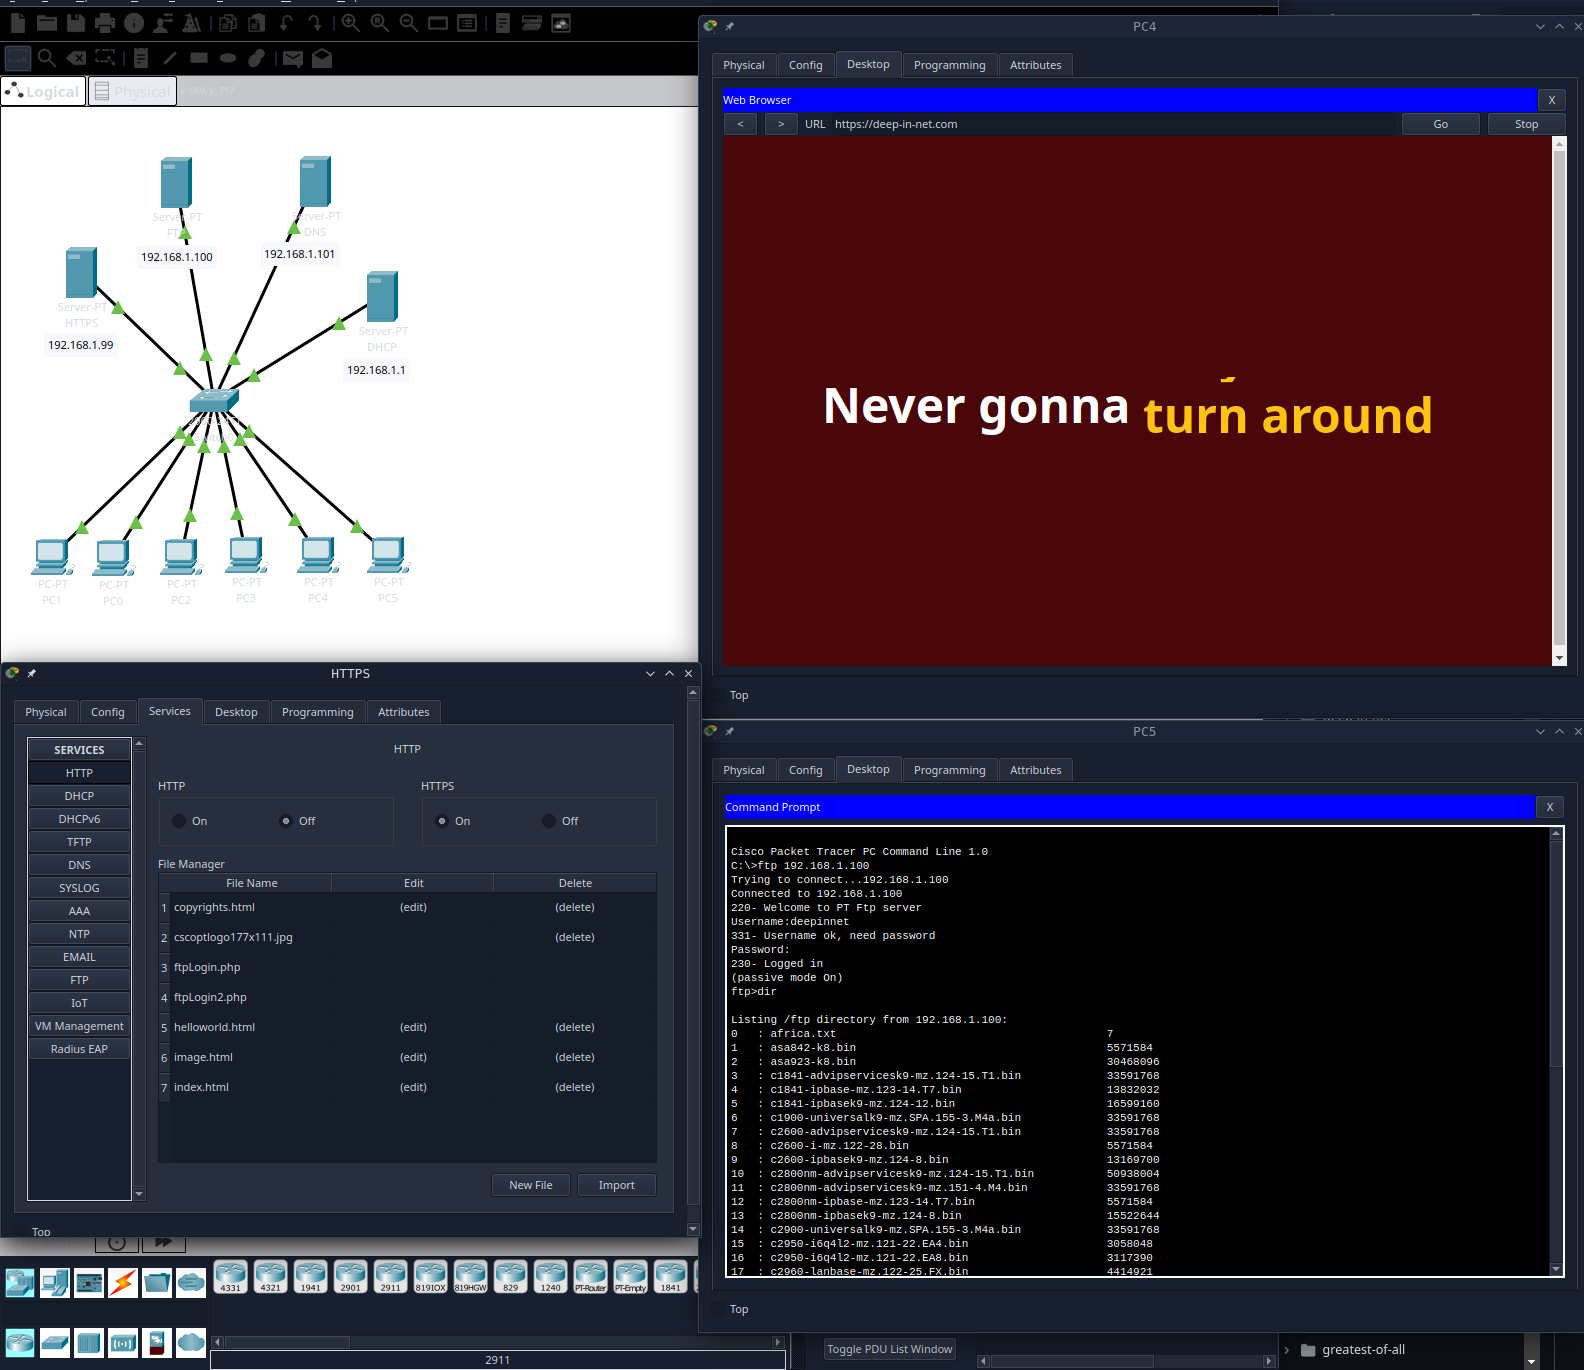 Logical
Physical
x: 669, y: 717
Server-PT
FTP
192.168.1.100
Server-PT
DNS
192.168.1.101
Server-PT
HTTPS
192.168.1.99
Server-PT
DHCP
192.168.1.1
PC-PT
PC1
PC-PT
PC0
PC-PT
PC2
PC-PT
PC3
PC-PT
PC4
PC-PT
PC5
PC4
Physical Config Desktop Programming Attributes
Web Browser X
< > URL https://deep-in-net.com Go Stop
Never gonna turn around
Top
HTTPS
Physical Config Services Desktop Programming Attributes
SERVICES
HTTP
DHCP
DHCPv6
TFTP
DNS
SYSLOG
AAA
NTP
EMAIL
FTP
IoT
VM Management
Radius EAP
HTTP
HTTP HTTPS
On Off On Off
File Manager
File Name Edit Delete
1 copyrights.html (edit) (delete)
2 cscoptlogo177x111.jpg (delete)
3 ftpLogin.php
4 ftpLogin2.php
5 helloworld.html (edit) (delete)
6 image.html (edit) (delete)
7 index.html (edit) (delete)
New File Import
Top
PC5
Physical Config Desktop Programming Attributes
Command Prompt X
Cisco Packet Tracer PC Command Line 1.0
C:\>ftp 192.168.1.100
Trying to connect...192.168.1.100
Connected to 192.168.1.100
220- Welcome to PT Ftp server
Username:deepinnet
331- Username ok, need password
Password:
230- Logged in
(passive mode On)
ftp>dir
Listing /ftp directory from 192.168.1.100:
0 : africa.txt 7
1 : asa842-k8.bin 5571584
2 : asa923-k8.bin 30468096
3 : c1841-advipservicesk9-mz.124-15.T1.bin 33591768
4 : c1841-ipbase-mz.123-14.T7.bin 13832032
5 : c1841-ipbasek9-mz.124-12.bin 16599160
6 : c1900-universalk9-mz.SPA.155-3.M4a.bin 33591768
7 : c2600-advipservicesk9-mz.124-15.T1.bin 33591768
8 : c2600-i-mz.122-28.bin 5571584
9 : c2600-ipbasek9-mz.124-8.bin 13169700
10 : c2800nm-advipservicesk9-mz.124-15.T1.bin 50938004
11 : c2800nm-advipservicesk9-mz.151-4.M4.bin 33591768
12 : c2800nm-ipbase-mz.123-14.T7.bin 5571584
13 : c2800nm-ipbasek9-mz.124-8.bin 15522644
14 : c2900-universalk9-mz.SPA.155-3.M4a.bin 33591768
15 : c2950-i6q4l2-mz.121-22.EA4.bin 3058048
16 : c2950-i6q4l2-mz.121-22.EA8.bin 3117390
17 : c2960-lanbase-mz.122-25.FX.bin 4414921
Top
4331 4321 1941 2901 2911 819IOX 819HGW 829 1240 PT-Router PT-Empty 1841
2911
Toggle PDU List Window
greatest-of-all